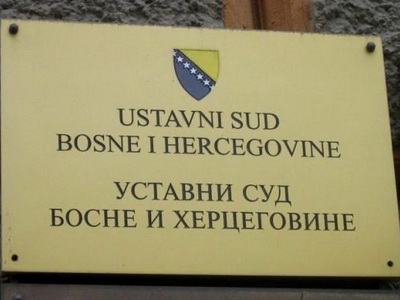 USTAVNI SUD
BOSNE I HERCEGOVINE
УСТАВНИ СУД
БОСНЕ И ХЕРЦЕГОВИНЕ